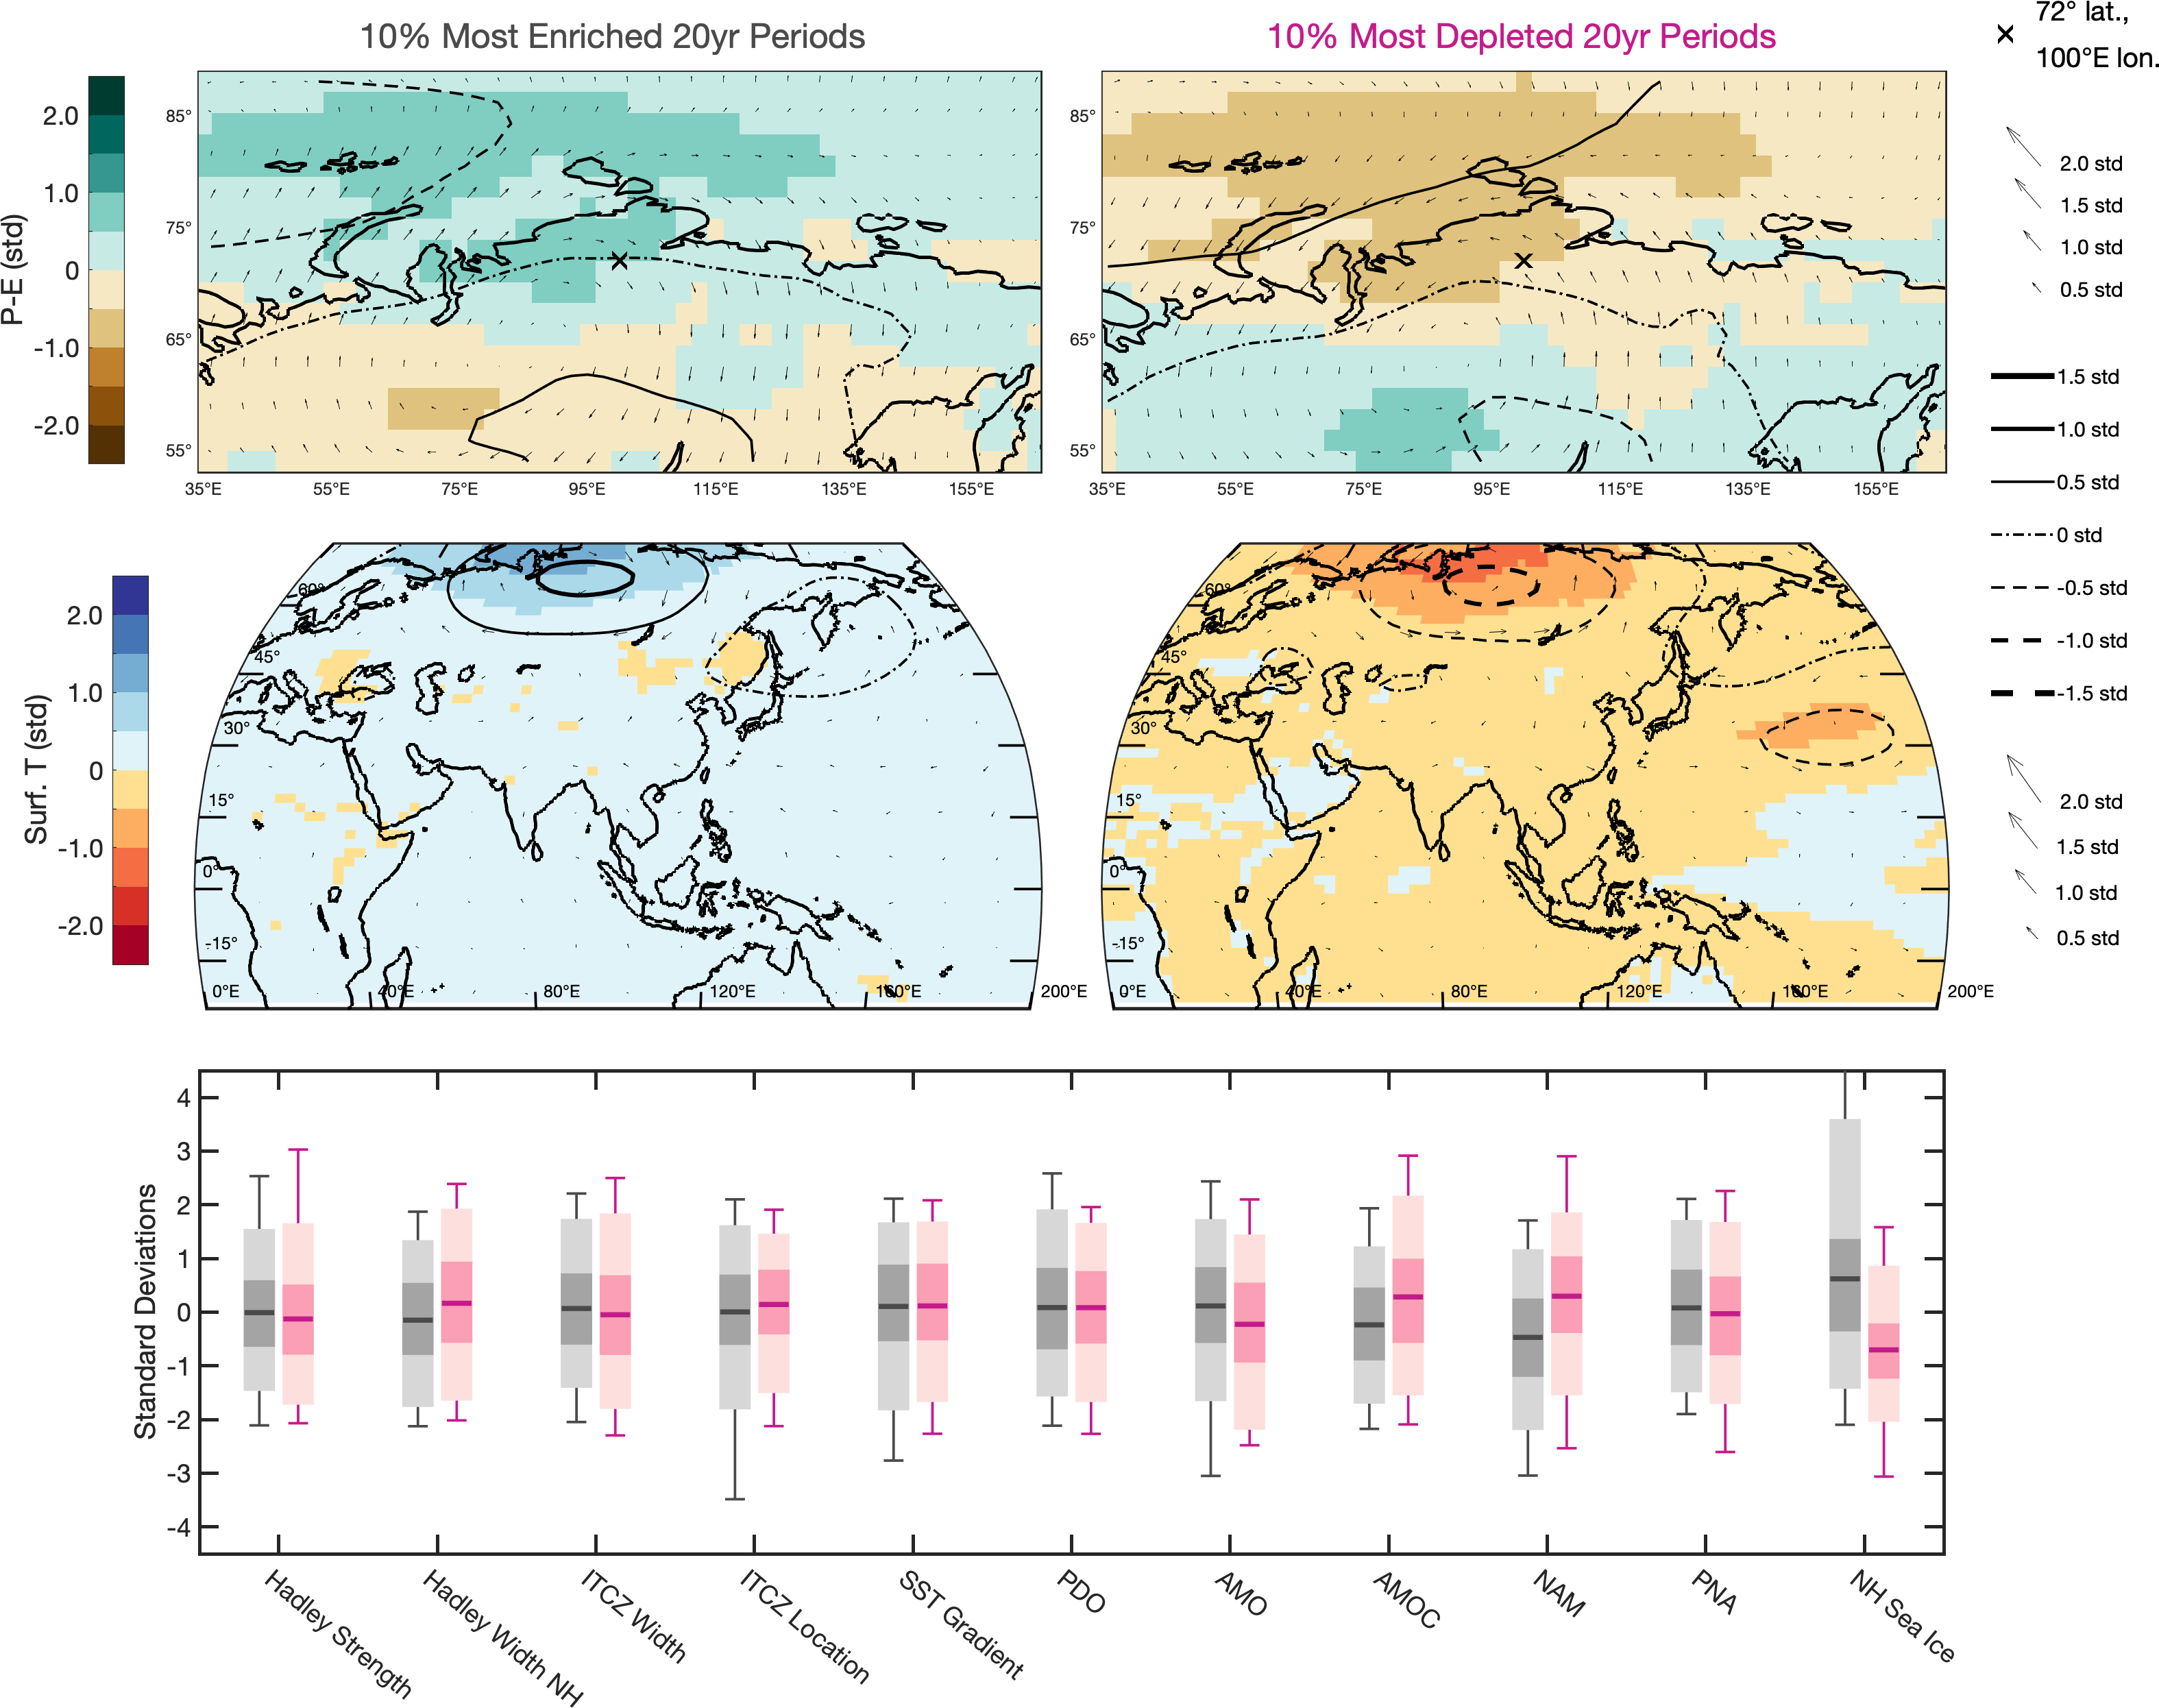 10% Most Enriched 20yr Periods
10% Most Depleted 20yr Periods
72° lat.,
100°E lon.
P-E (std)
2.0
1.0
0
-1.0
-2.0
85°
75°
65°
55°
35°E 55°E 75°E 95°E 115°E 135°E 155°E
85°
75°
65°
55°
35°E 55°E 75°E 95°E 115°E 135°E 155°E
2.0 std
1.5 std
1.0 std
0.5 std
1.5 std
1.0 std
0.5 std
0 std
-0.5 std
-1.0 std
-1.5 std
Surf. T (std)
2.0
1.0
0
-1.0
-2.0
60°
45°
30°
15°
0°
-15°
0°E 40°E 80°E 120°E 160°E 200°E
60°
45°
30°
15°
0°
-15°
0°E 40°E 80°E 120°E 160°E 200°E
2.0 std
1.5 std
1.0 std
0.5 std
Standard Deviations
4
3
2
1
0
-1
-2
-3
-4
Hadley Strength
Hadley Width NH
ITCZ Width
ITCZ Location
SST Gradient
PDO
AMO
AMOC
NAM
PNA
NH Sea Ice